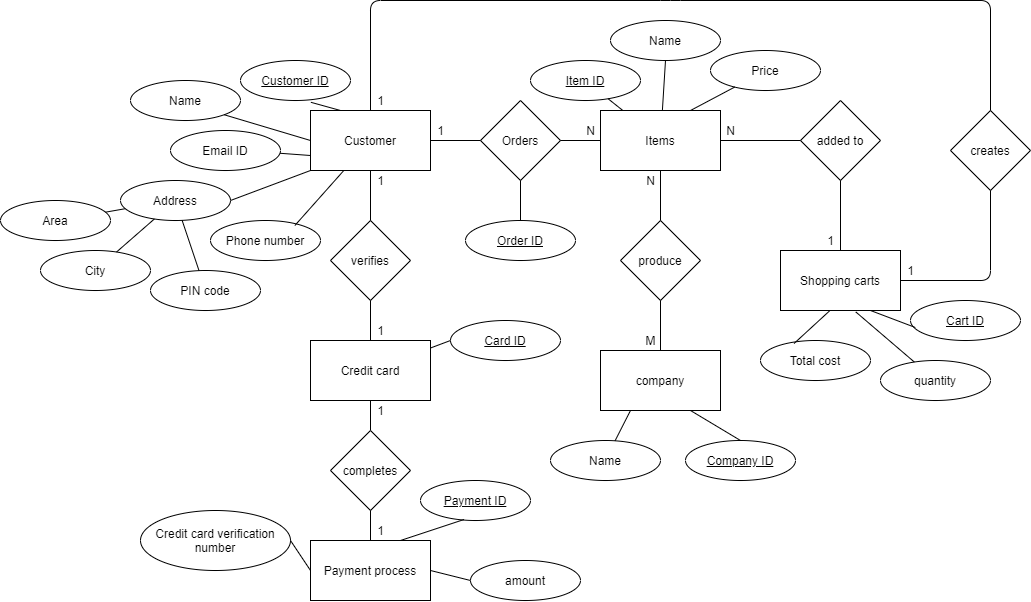 Name
Item ID
Price
Customer ID
Name
1
Customer
1
Orders
N
Items
N
added to
creates
Email ID
Address
1
N
Area
Phone number
Order ID
1
City
verifies
produce
1
PIN code
Shopping carts
Cart ID
1
Card ID
M
Total cost
Credit card
company
quantity
1
Name
Company ID
completes
Payment ID
1
Credit card verification
number
Payment process
amount